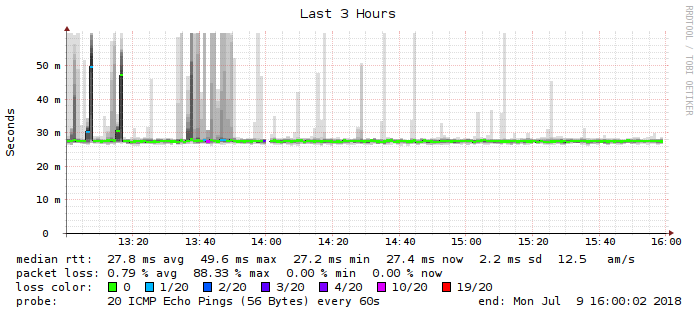 Last 3 Hours
RRDTOOL / TOBI OETIKER
Seconds
50 m
40 m
30 m
20 m
10 m
0
13:20 13:40 14:00 14:20 14:40 15:00 15:20 15:40 16:00
median rtt: 27.8 ms avg 49.6 ms max 27.2 ms min 27.4 ms now 2.2 ms sd 12.5 am/s
packet loss: 0.79 % avg 88.33 % max 0.00 % min 0.00 % now
loss color: 0 1/20 2/20 3/20 4/20 10/20 19/20
probe: 20 ICMP Echo Pings (56 Bytes) every 60s end: Mon Jul 9 16:00:02 2018